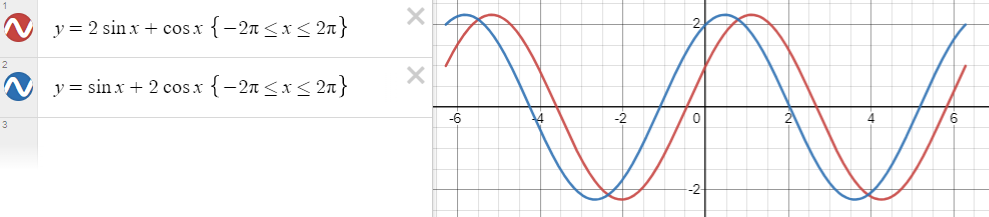 1
y = 2 sin x + cos x {−2π ≤ x ≤ 2π}
2
y = sin x + 2 cos x {−2π ≤ x ≤ 2π}
3
2
-6 -4 -2 0 2 4 6
-2